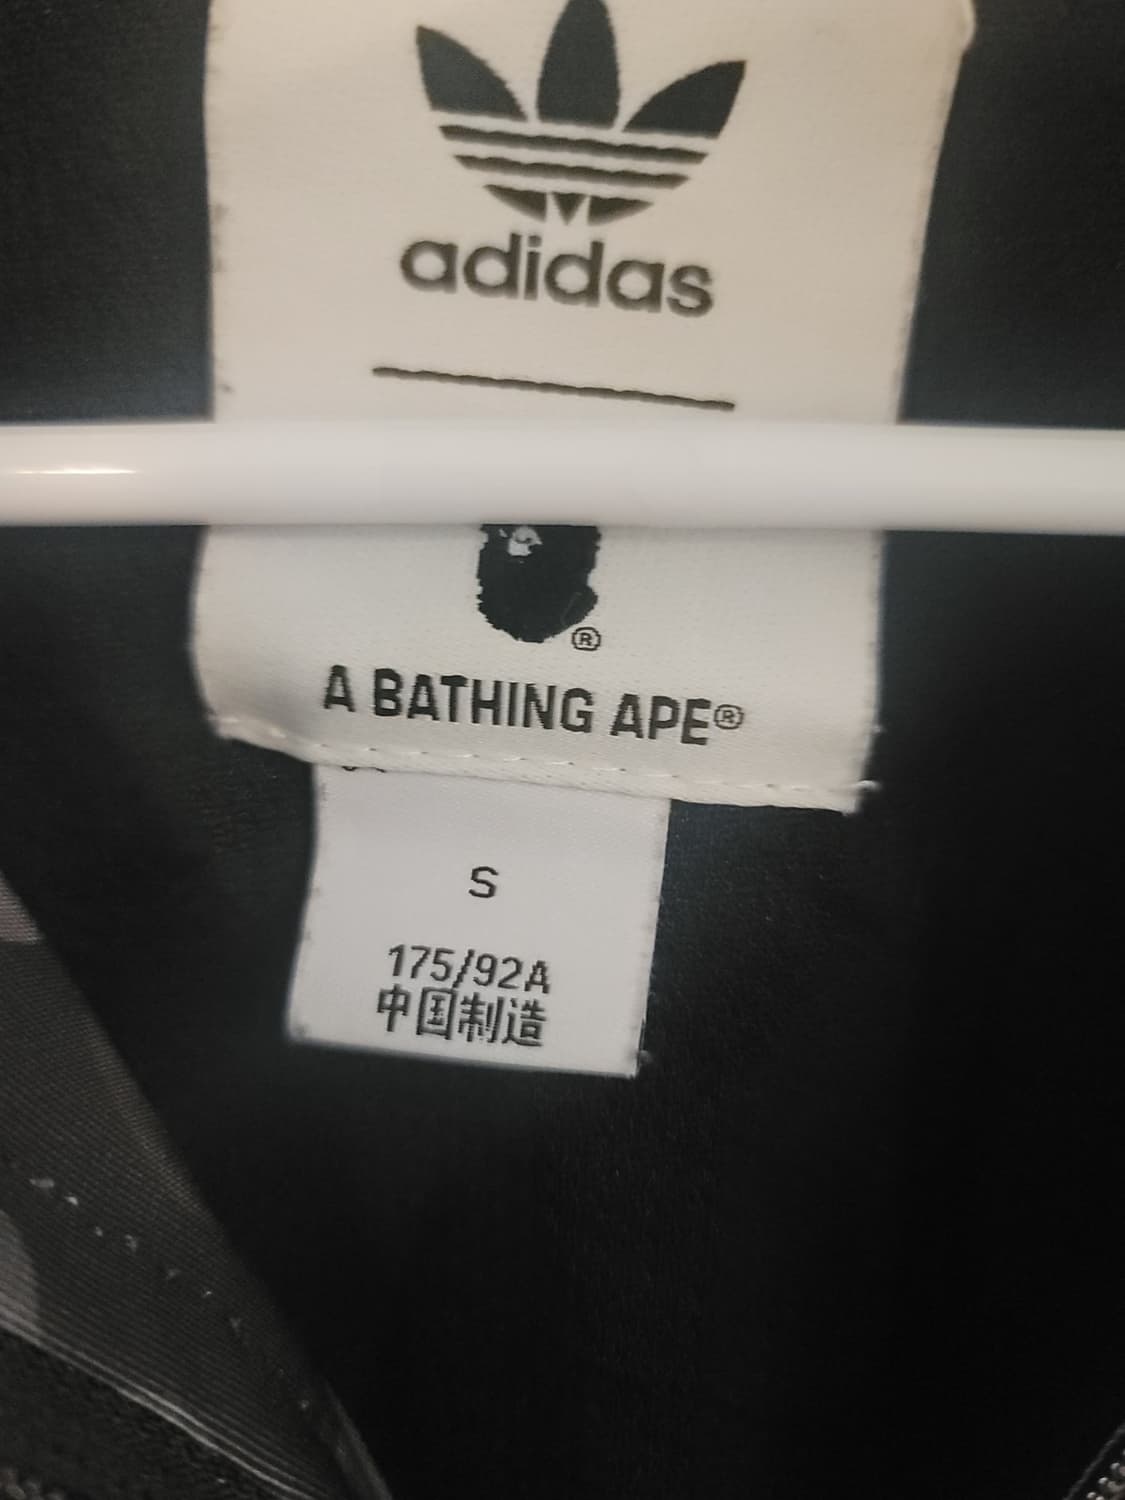 adidas
®
A BATHING APE®
S
175/92A
中国制造